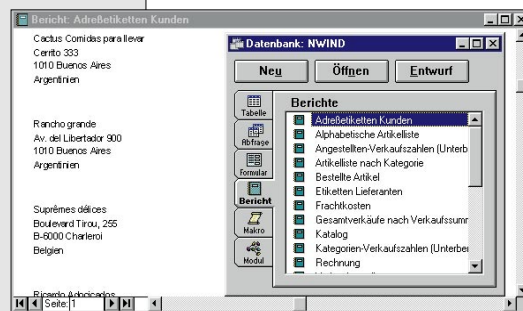 Bericht: Adreßetiketten Kunden
Cactus Comidas para llevar
Cerrito 333
1010 Buenos Aires
Argentinien
Rancho grande
Av. del Libertador 900
1010 Buenos Aires
Argentinien
Suprêmes délices
Boulevard Tirou, 255
B-6000 Charleroi
Belgien
Ricardo Adocicados
Seite: 1
Datenbank: NWIND
Neu
Öffnen
Entwurf
Tabelle
Abfrage
Formular
Bericht
Makro
Modul
Berichte
Adreßetiketten Kunden
Alphabetische Artikelliste
Angestellten-Verkaufszahlen (Unterb
Artikelliste nach Kategorie
Bestellte Artikel
Etiketten Lieferanten
Frachtkosten
Gesamtverkäufe nach Verkaufssumm
Katalog
Kategorien-Verkaufszahlen (Unterber
Rechnung